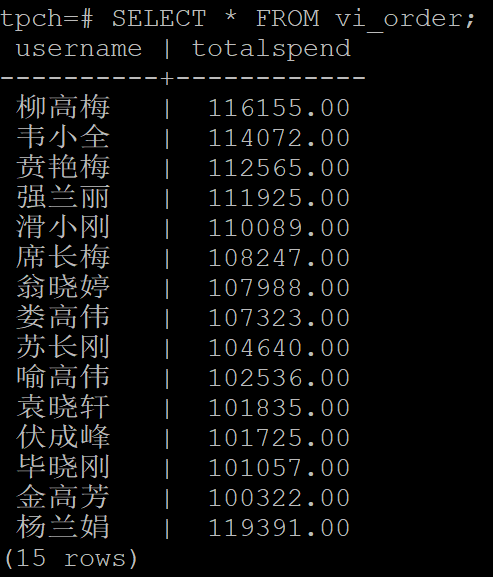 tpch=# SELECT * FROM vi_order;
 username | totalspend
----------+------------
 柳高梅   |  116155.00
 韦小全   |  114072.00
 贲艳梅   |  112565.00
 强兰丽   |  111925.00
 滑小刚   |  110089.00
 席长梅   |  108247.00
 翁晓婷   |  107988.00
 娄高伟   |  107323.00
 苏长刚   |  104640.00
 喻高伟   |  102536.00
 袁晓轩   |  101835.00
 伏成峰   |  101725.00
 毕晓刚   |  101057.00
 金高芳   |  100322.00
 杨兰娟   |  119391.00
(15 rows)